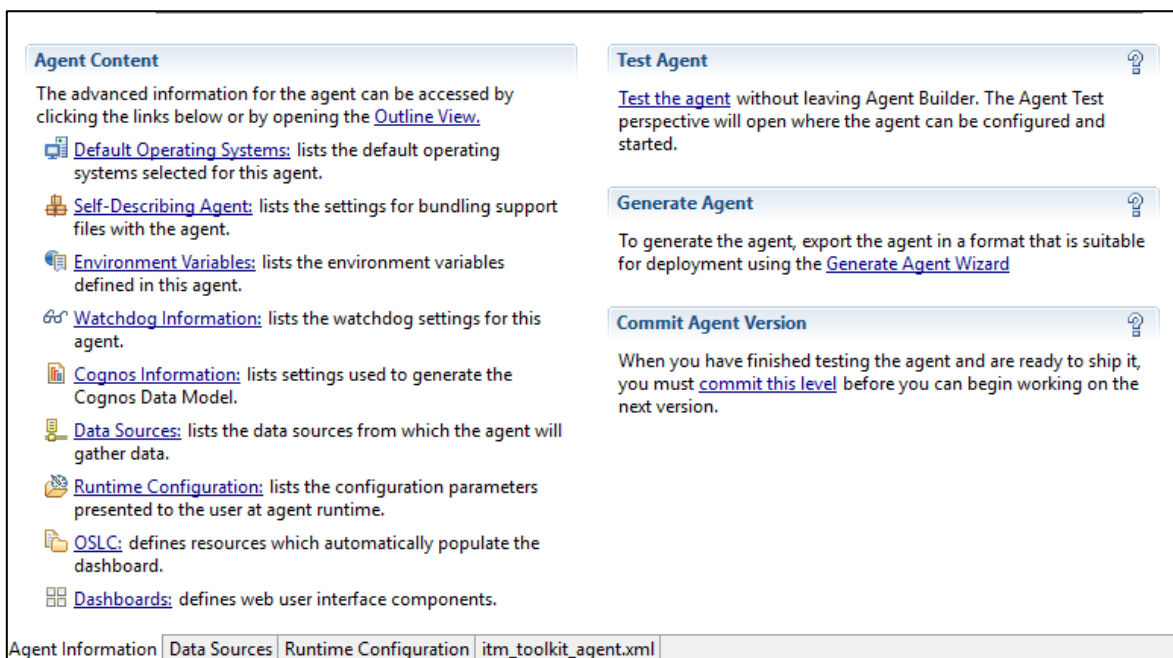 Agent Content
The advanced information for the agent can be accessed by
clicking the links below or by opening the Outline View.
Default Operating Systems: lists the default operating
systems selected for this agent.
Self-Describing Agent: lists the settings for bundling support
files with the agent.
Environment Variables: lists the environment variables
defined in this agent.
Watchdog Information: lists the watchdog settings for this
agent.
Cognos Information: lists settings used to generate the
Cognos Data Model.
Data Sources: lists the data sources from which the agent will
gather data.
Runtime Configuration: lists the configuration parameters
presented to the user at agent runtime.
OSLC: defines resources which automatically populate the
dashboard.
Dashboards: defines web user interface components.
Test Agent
Test the agent without leaving Agent Builder. The Agent Test
perspective will open where the agent can be configured and
started.
Generate Agent
To generate the agent, export the agent in a format that is suitable
for deployment using the Generate Agent Wizard
Commit Agent Version
When you have finished testing the agent and are ready to ship it,
you must commit this level before you can begin working on the
next version.
Agent Information Data Sources Runtime Configuration itm_toolkit_agent.xml